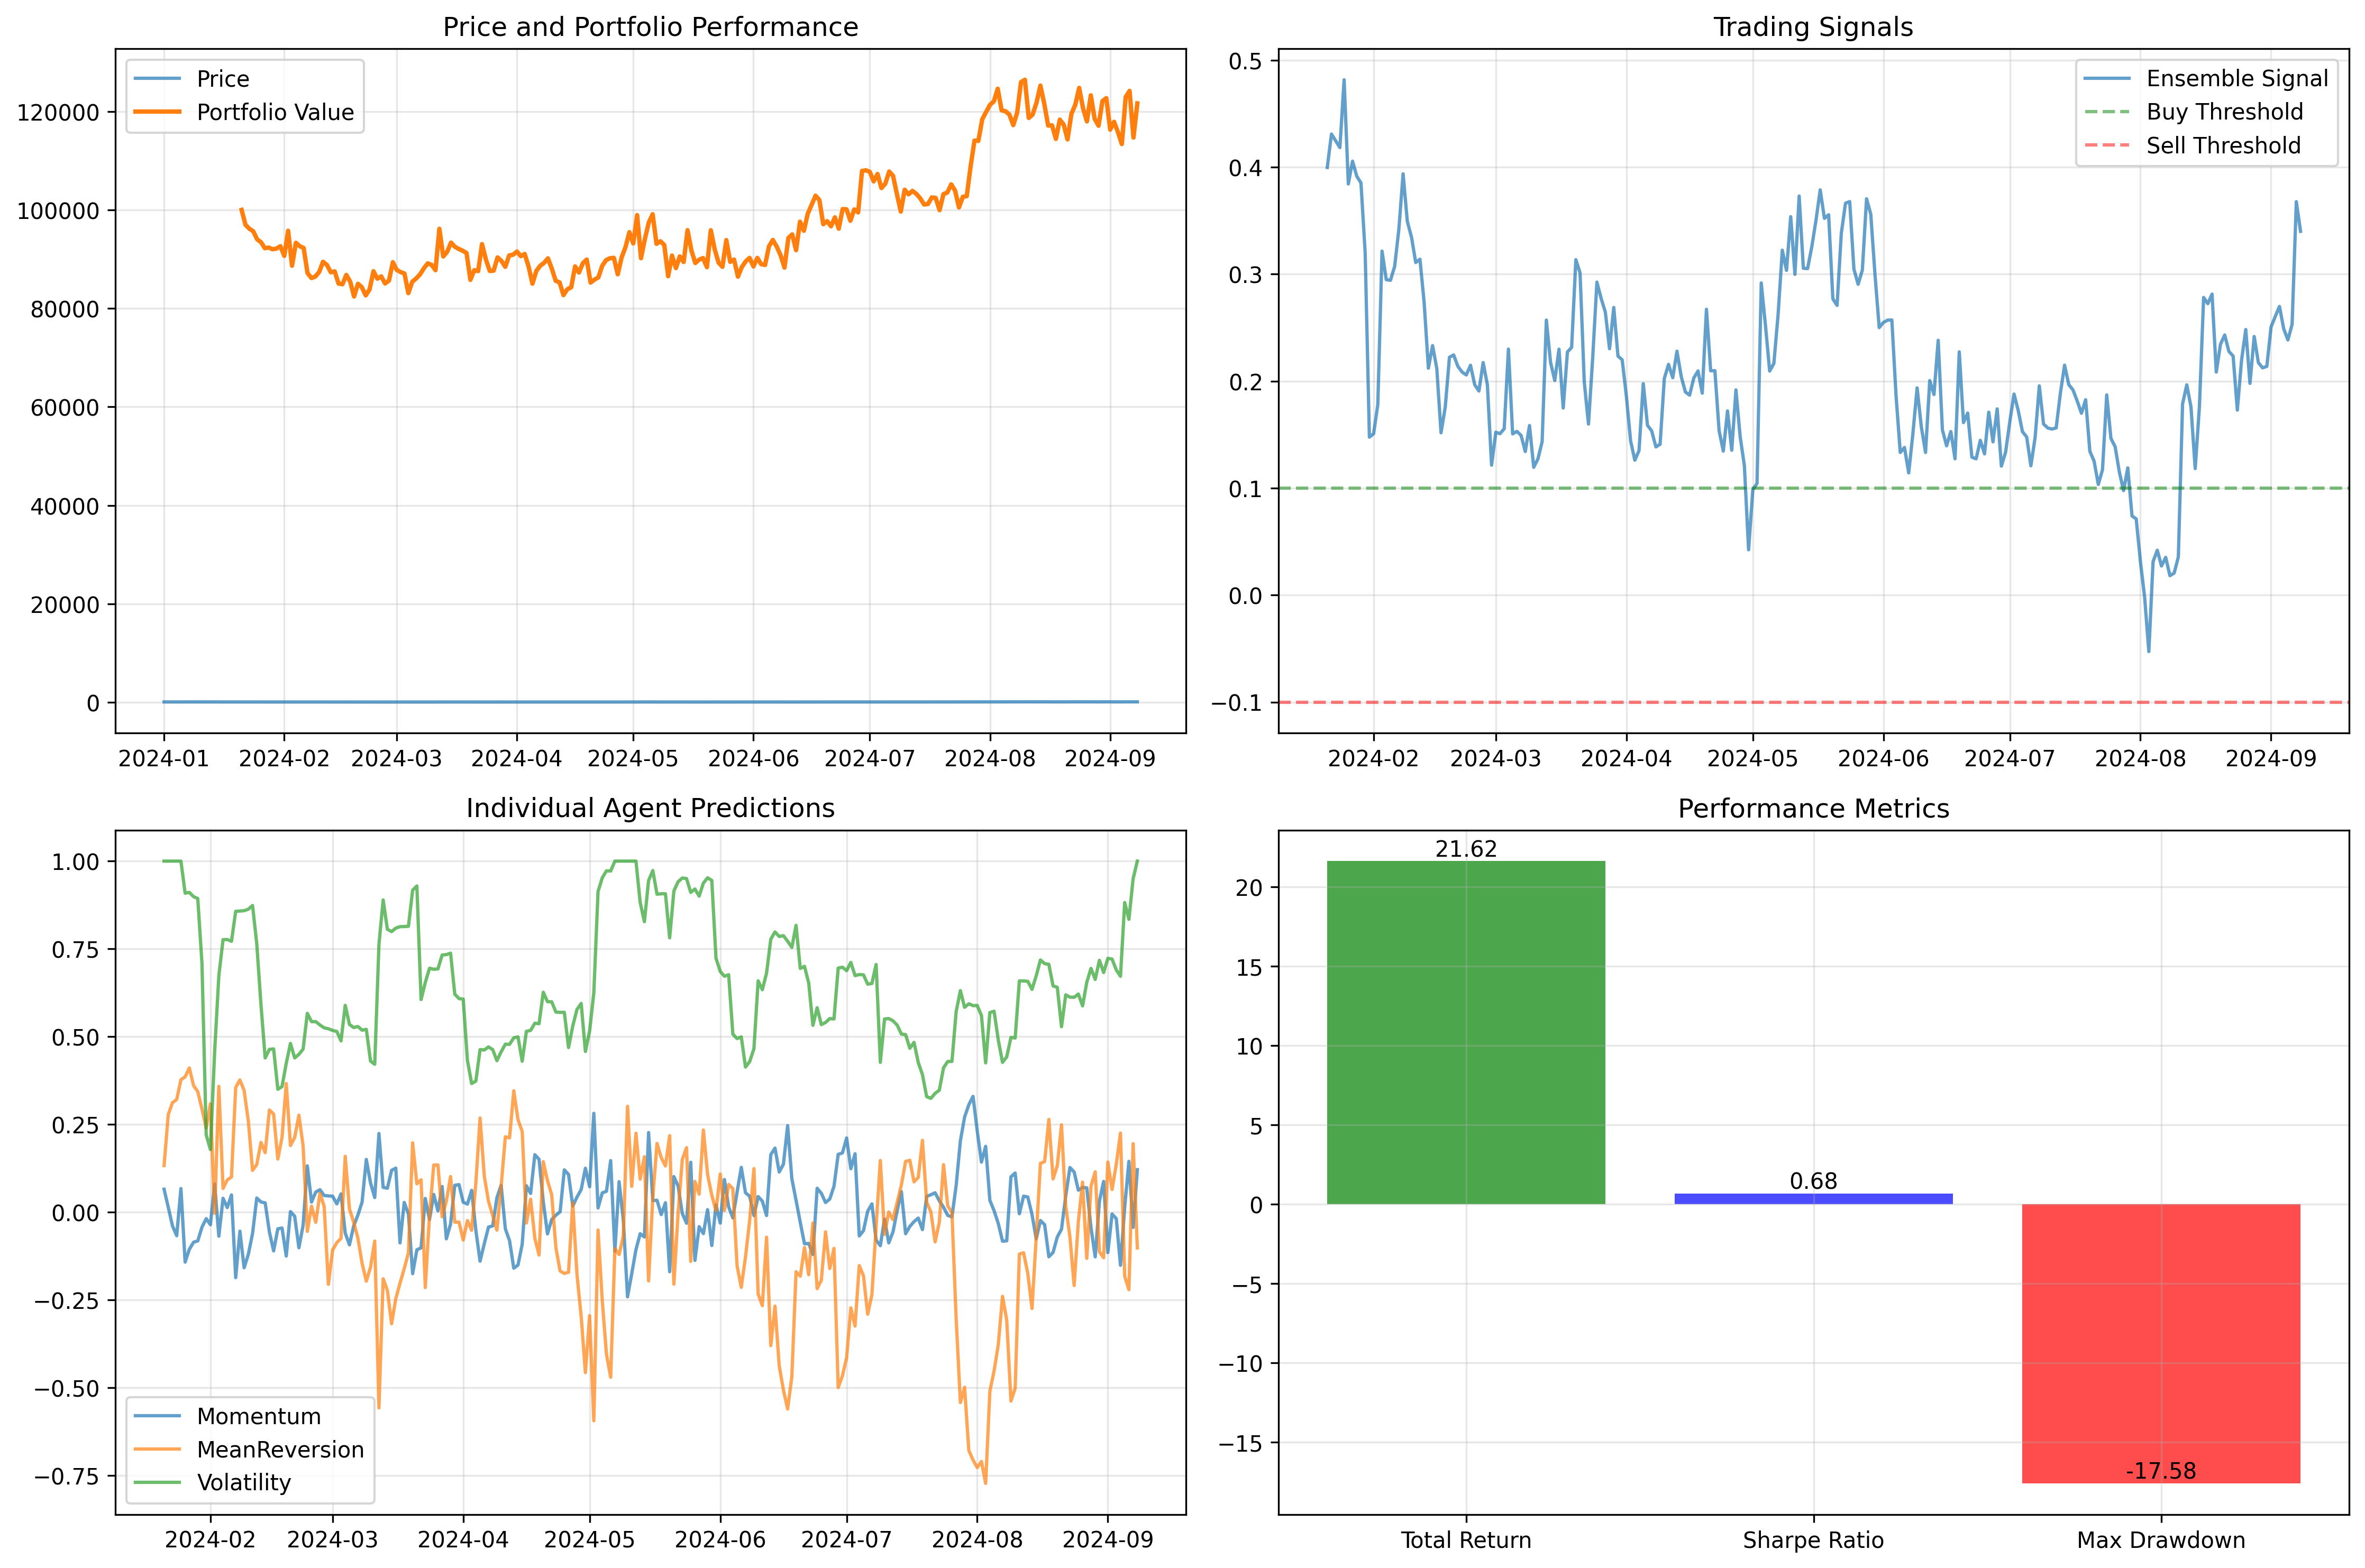 Price and Portfolio Performance
Price
Portfolio Value
120000
100000
80000
60000
40000
20000
0
2024-01 2024-02 2024-03 2024-04 2024-05 2024-06 2024-07 2024-08 2024-09
Trading Signals
Ensemble Signal
Buy Threshold
Sell Threshold
0.5
0.4
0.3
0.2
0.1
0.0
−0.1
2024-02 2024-03 2024-04 2024-05 2024-06 2024-07 2024-08 2024-09
Individual Agent Predictions
1.00
0.75
0.50
0.25
0.00
−0.25
−0.50
−0.75
Momentum
MeanReversion
Volatility
2024-02 2024-03 2024-04 2024-05 2024-06 2024-07 2024-08 2024-09
Performance Metrics
21.62
0.68
-17.58
20
15
10
5
0
−5
−10
−15
Total Return Sharpe Ratio Max Drawdown